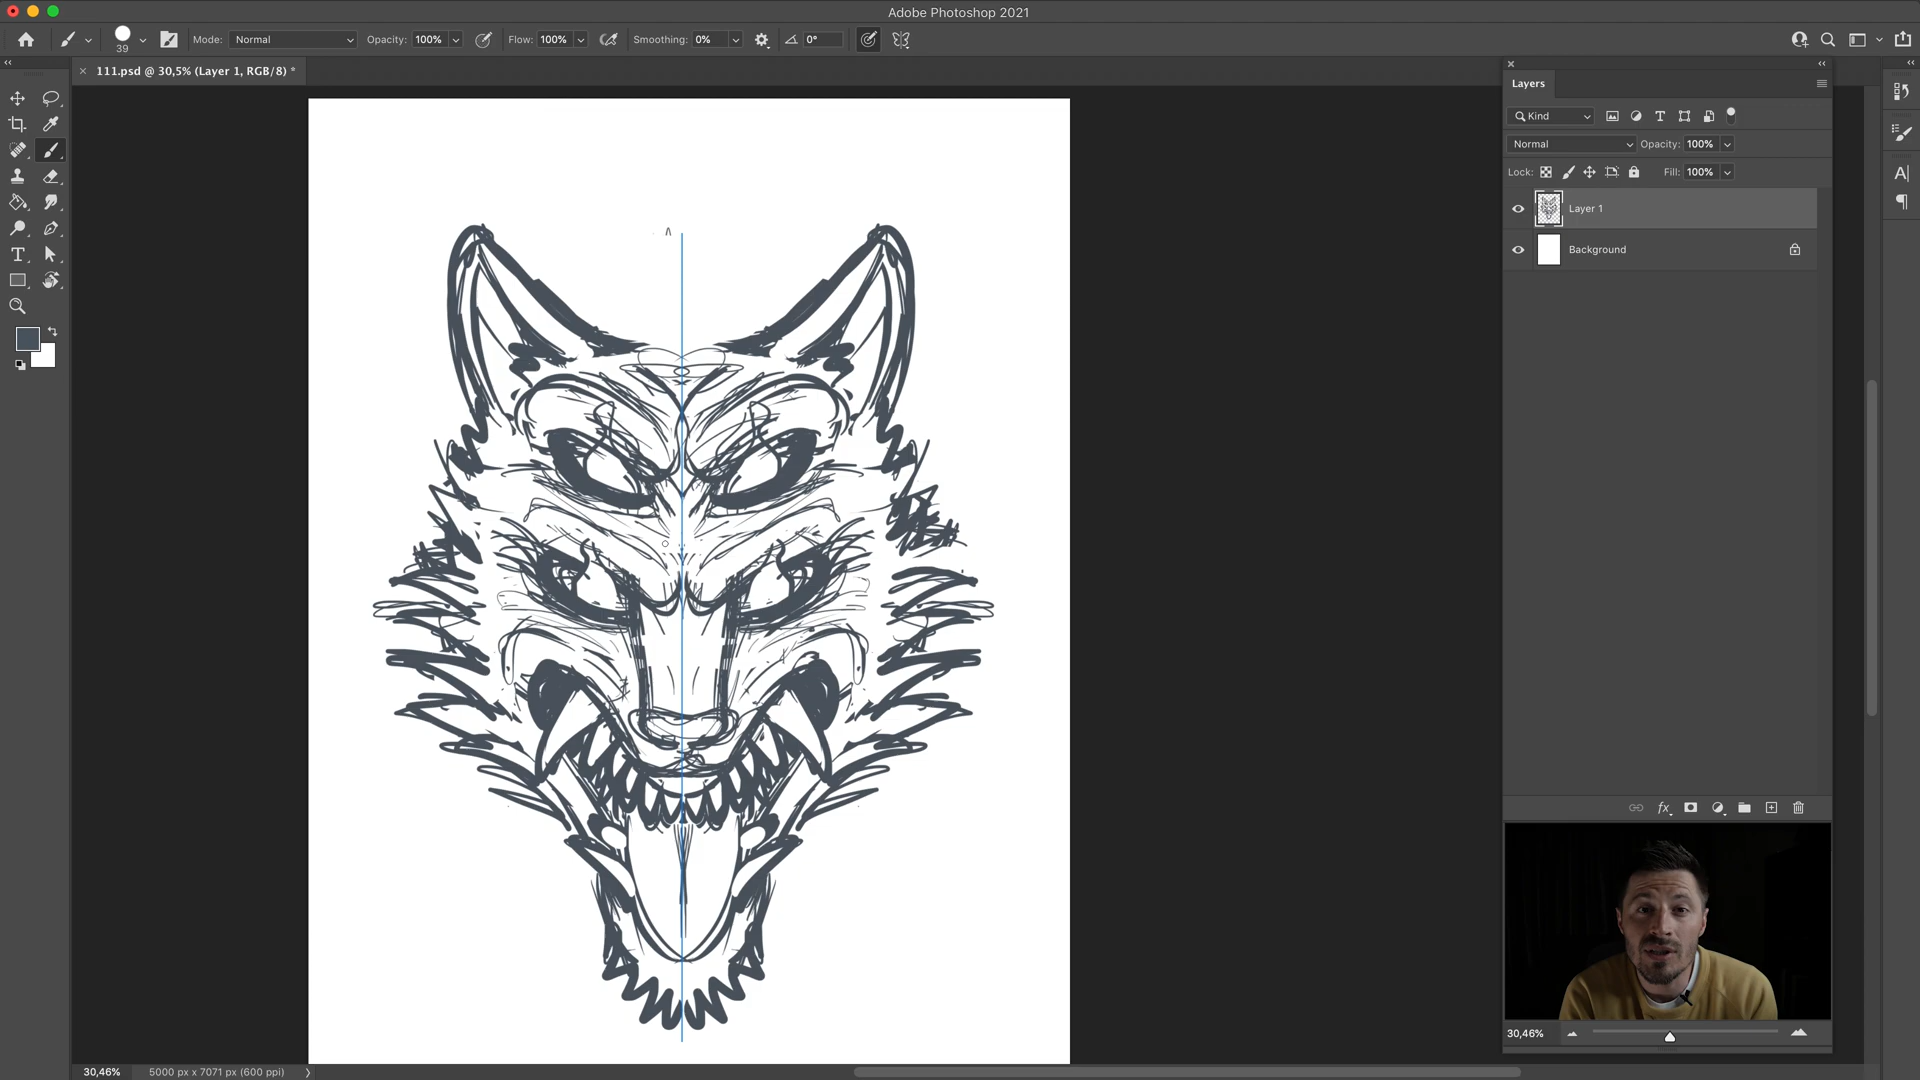 Adobe Photoshop 2021
39
Mode: Normal
Opacity: 100%
Flow: 100%
Smoothing: 0%
0°
111.psd @ 30,5% (Layer 1, RGB/8) *
Layers
Kind
Normal
Opacity: 100%
Lock:
Fill: 100%
Layer 1
Background
fx
30,46%
30,46%
5000 px x 7071 px (600 ppi)